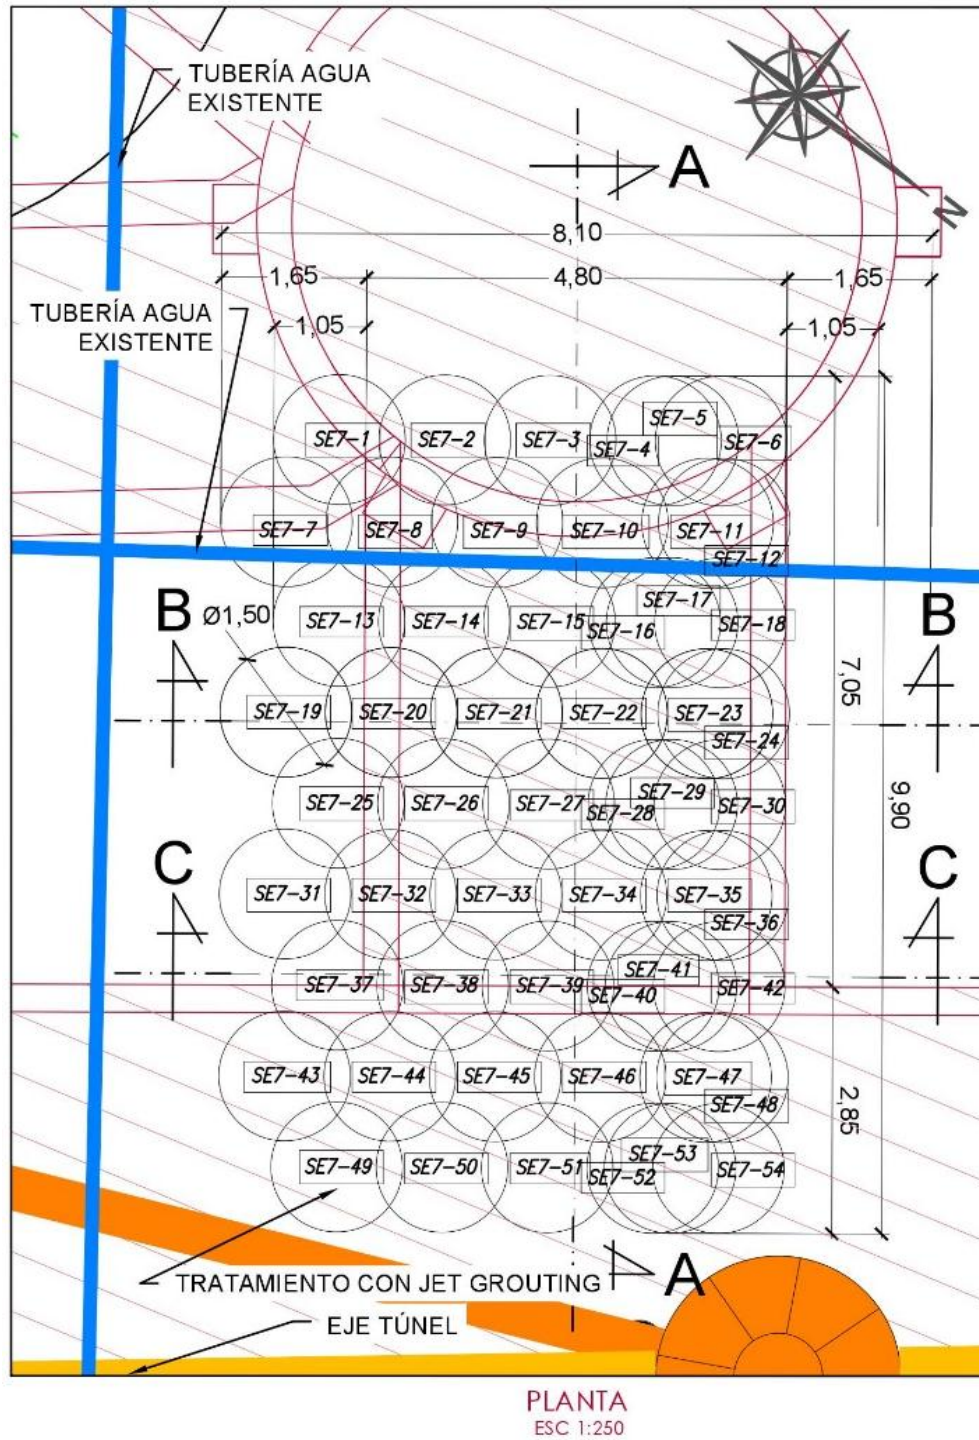 TUBERÍA AGUA
EXISTENTE
A
N
8,10
1,65
4,80
1,65
TUBERÍA AGUA
EXISTENTE
1,05
1,05
SE7-1
SE7-2
SE7-3
SE7-4
SE7-5
SE7-6
SE7-7
SE7-8
SE7-9
SE7-10
SE7-11
SE7-12
B
Ø1,50
SE7-13
SE7-14
SE7-15
SE7-16
SE7-17
SE7-18
B
7,05
SE7-19
SE7-20
SE7-21
SE7-22
SE7-23
SE7-24
SE7-25
SE7-26
SE7-27
SE7-28
SE7-29
SE7-30
9,90
C
SE7-31
SE7-32
SE7-33
SE7-34
SE7-35
SE7-36
C
SE7-37
SE7-38
SE7-39
SE7-40
SE7-41
SE7-42
SE7-43
SE7-44
SE7-45
SE7-46
SE7-47
SE7-48
2,85
SE7-49
SE7-50
SE7-51
SE7-52
SE7-53
SE7-54
TRATAMIENTO CON JET GROUTING
A
EJE TÚNEL
PLANTA
ESC 1:250